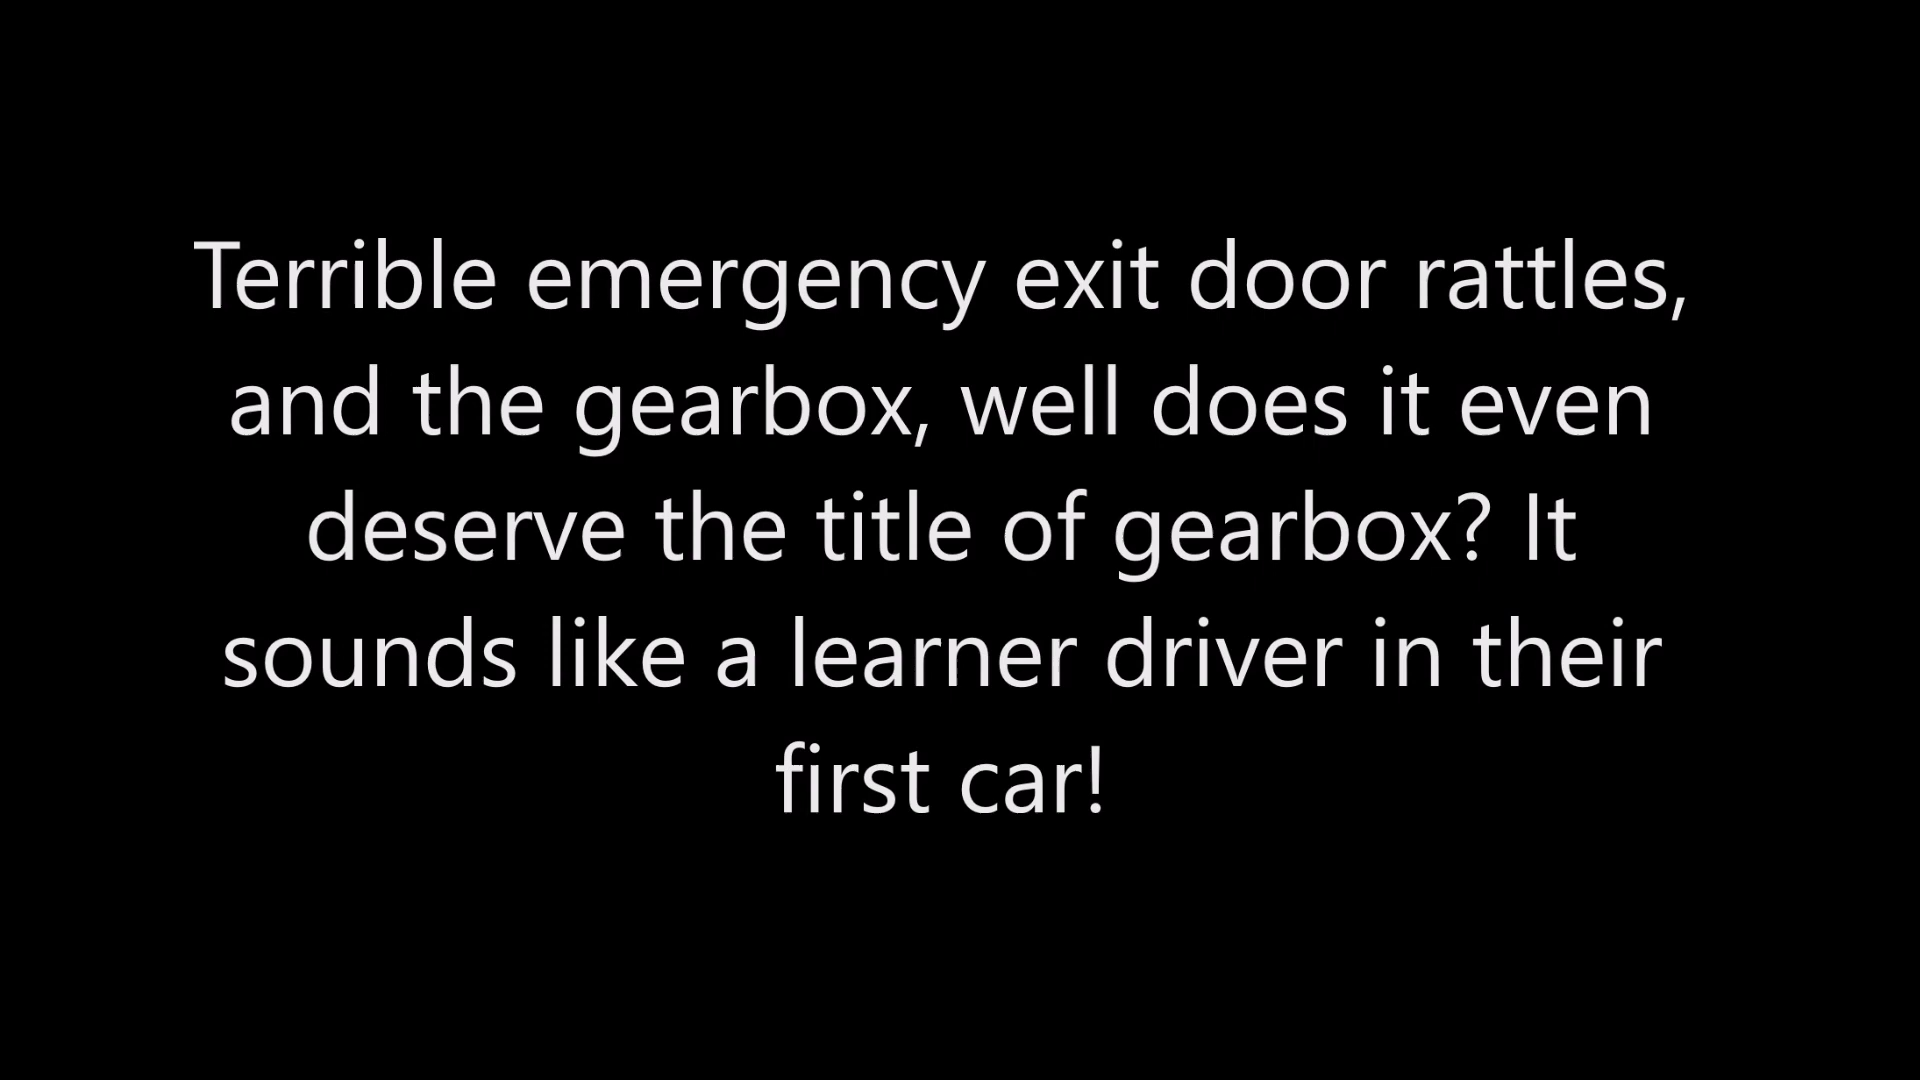 Terrible emergency exit door rattles,
and the gearbox, well does it even
deserve the title of gearbox? It
sounds like a learner driver in their
first car!